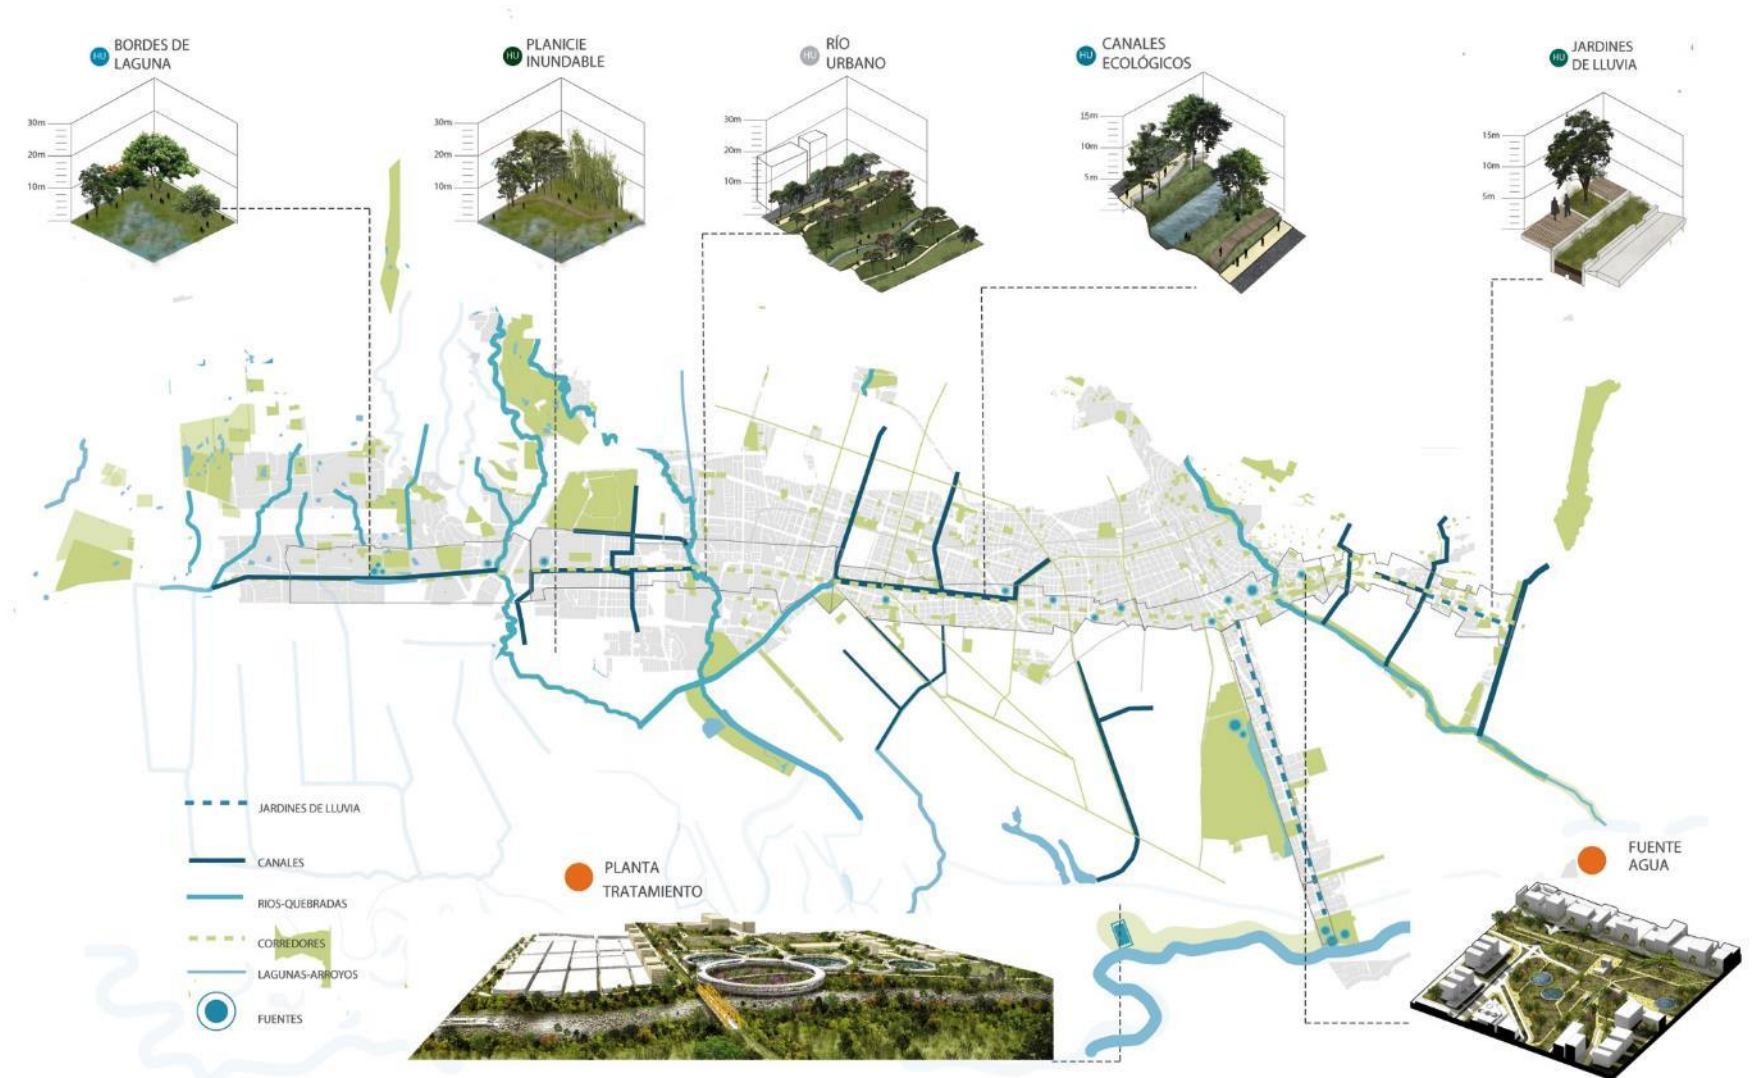 HU BORDES DE
LAGUNA
30m
20m
10m
HU PLANICIE
INUNDABLE
30m
20m
10m
HU RÍO
URBANO
30m
20m
10m
HU CANALES
ECOLÓGICOS
15m
10m
5m
HU JARDINES
DE LLUVIA
15m
10m
5m
JARDINES DE LLUVIA
CANALES
RIOS-QUEBRADAS
CORREDORES
LAGUNAS-ARROYOS
FUENTES
PLANTA
TRATAMIENTO
FUENTE
AGUA